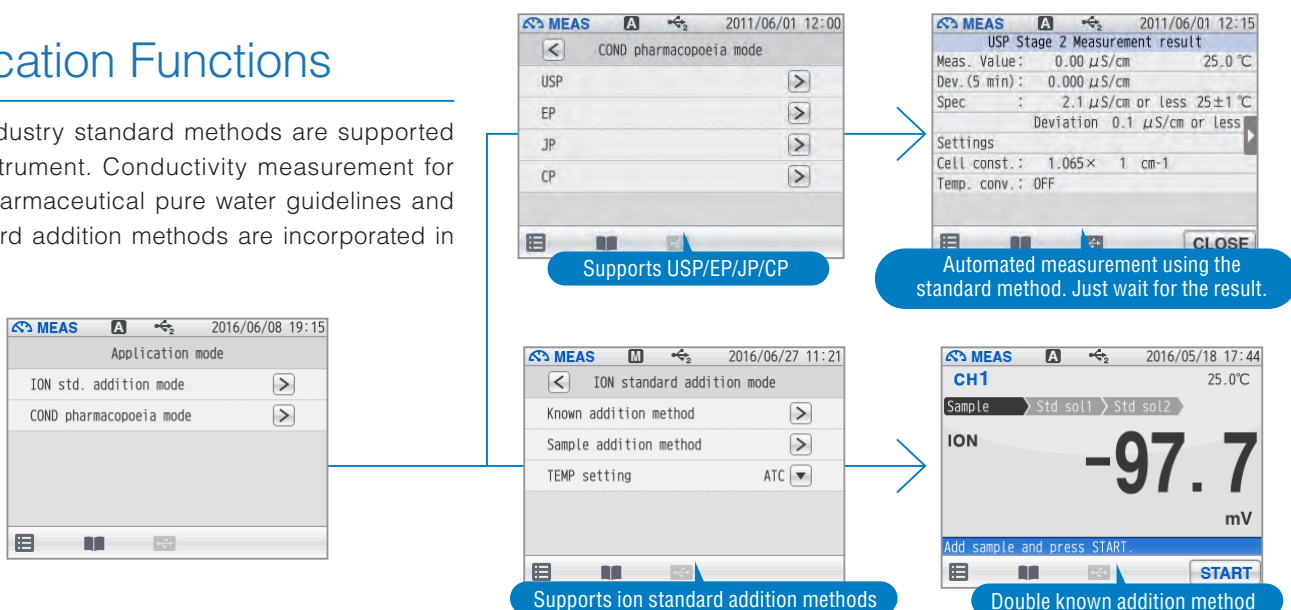 cation Functions
dustry standard methods are supported
trument. Conductivity measurement for
armaceutical pure water guidelines and
rd addition methods are incorporated in
MEAS A 2 2016/06/08 19:15
Application mode
ION std. addition mode >
COND pharmacopoeia mode >
MEAS A 2 2011/06/01 12:00
< COND pharmacopoeia mode
USP >
EP >
JP >
CP >
Supports USP/EP/JP/CP
MEAS A 2 2011/06/01 12:15
USP Stage 2 Measurement result
Meas. Value: 0.00 μS/cm 25.0 ℃
Dev.(5 min): 0.000 μS/cm
Spec : 2.1 μS/cm or less 25±1 ℃
Deviation 0.1 μS/cm or less
Settings
Cell const.: 1.065× 1 cm-1
Temp. conv.: OFF
CLOSE
Automated measurement using the
standard method. Just wait for the result.
MEAS M 2 2016/06/27 11:21
< ION standard addition mode
Known addition method >
Sample addition method >
TEMP setting ATC ▼
Supports ion standard addition methods
MEAS A 2 2016/05/18 17:44
CH1 25.0℃
Sample Std sol1 Std sol2
ION -97.7
mV
Add sample and press START.
START
Double known addition method